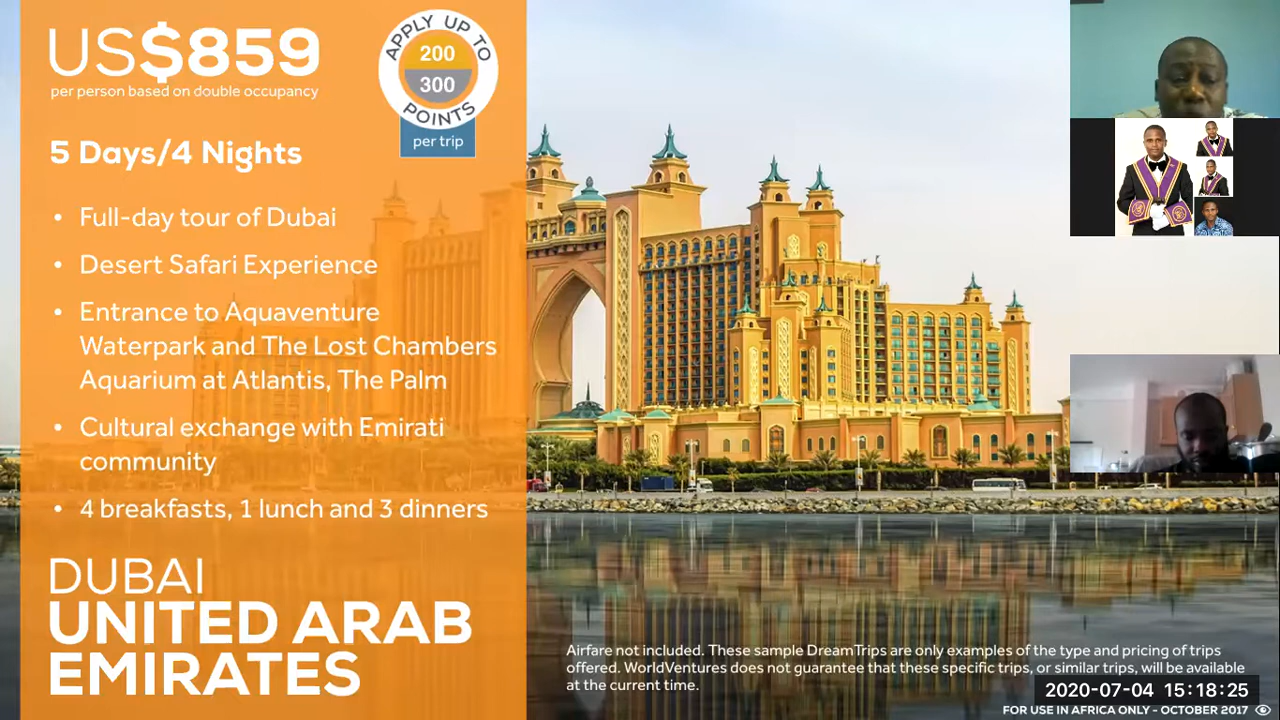 US$859
per person based on double occupancy
APPLY UP TO
200
300
POINTS
per trip
5 Days/4 Nights
• Full-day tour of Dubai
• Desert Safari Experience
• Entrance to Aquaventure
Waterpark and The Lost Chambers
Aquarium at Atlantis, The Palm
• Cultural exchange with Emirati
community
• 4 breakfasts, 1 lunch and 3 dinners
DUBAI
UNITED ARAB
EMIRATES
Airfare not included. These sample DreamTrips are only examples of the type and pricing of trips
offered. WorldVentures does not guarantee that these specific trips, or similar trips, will be available
at the current time.
2020-07-04 15:18:25
FOR USE IN AFRICA ONLY - OCTOBER 2017